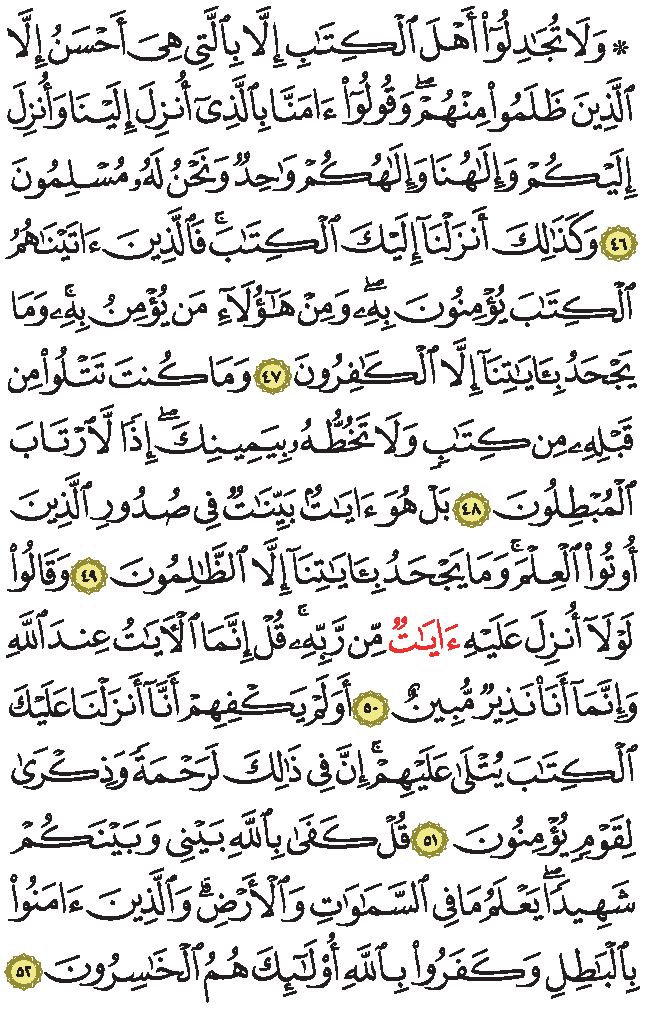 ۞ وَلَا تُجَٰدِلُوٓا۟ أَهْلَ ٱلْكِتَٰبِ إِلَّا بِٱلَّتِى هِىَ أَحْسَنُ إِلَّا
ٱلَّذِينَ ظَلَمُوا۟ مِنْهُمْ ۖ وَقُولُوٓا۟ ءَامَنَّا بِٱلَّذِىٓ أُنزِلَ إِلَيْنَا وَأُنزِلَ
إِلَيْكُمْ وَإِلَٰهُنَا وَإِلَٰهُكُمْ وَٰحِدٌ وَنَحْنُ لَهُۥ مُسْلِمُونَ
٤٦ وَكَذَٰلِكَ أَنزَلْنَآ إِلَيْكَ ٱلْكِتَٰبَ ۚ فَٱلَّذِينَ ءَاتَيْنَٰهُمُ
ٱلْكِتَٰبَ يُؤْمِنُونَ بِهِۦ ۖ وَمِنْ هَٰٓؤُلَآءِ مَن يُؤْمِنُ بِهِۦ ۚ وَمَا
يَجْحَدُ بِـَٔايَٰتِنَآ إِلَّا ٱلْكَٰفِرُونَ ٤٧ وَمَا كُنتَ تَتْلُوا۟ مِن
قَبْلِهِۦ مِن كِتَٰبٍ وَلَا تَخُطُّهُۥ بِيَمِينِكَ ۖ إِذًا لَّٱرْتَابَ
ٱلْمُبْطِلُونَ ٤٨ بَلْ هُوَ ءَايَٰتٌۢ بَيِّنَٰتٌ فِى صُدُورِ ٱلَّذِينَ
أُوتُوا۟ ٱلْعِلْمَ ۚ وَمَا يَجْحَدُ بِـَٔايَٰتِنَآ إِلَّا ٱلظَّٰلِمُونَ ٤٩ وَقَالُوا۟
لَوْلَآ أُنزِلَ عَلَيْهِ ءَايَٰتٌ مِّن رَّبِّهِۦ ۚ قُلْ إِنَّمَا ٱلْـَٔايَٰتُ عِندَ ٱللَّهِ
وَإِنَّمَآ أَنَا۠ نَذِيرٌ مُّبِينٌ ٥٠ أَوَلَمْ يَكْفِهِمْ أَنَّآ أَنزَلْنَا عَلَيْكَ
ٱلْكِتَٰبَ يُتْلَىٰ عَلَيْهِمْ ۚ إِنَّ فِى ذَٰلِكَ لَرَحْمَةً وَذِكْرَىٰ
لِقَوْمٍ يُؤْمِنُونَ ٥١ قُلْ كَفَىٰ بِٱللَّهِ بَيْنِى وَبَيْنَكُمْ
شَهِيدًا ۖ يَعْلَمُ مَا فِى ٱلسَّمَٰوَٰتِ وَٱلْأَرْضِ ۗ وَٱلَّذِينَ ءَامَنُوا۟
بِٱلْبَٰطِلِ وَكَفَرُوا۟ بِٱللَّهِ أُو۟لَٰٓئِكَ هُمُ ٱلْخَٰسِرُونَ ٥٢